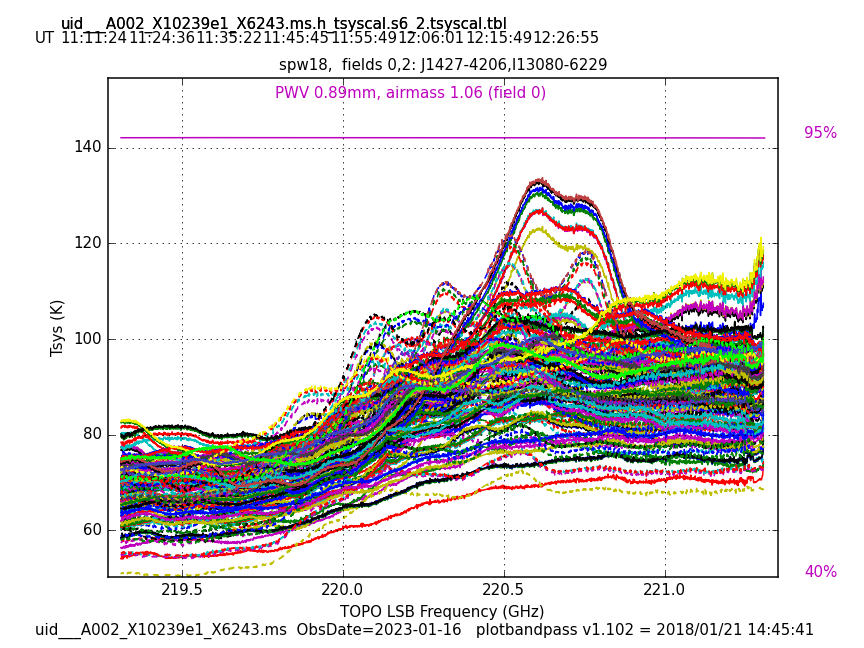 uid___A002_X10239e1_X6243.ms.h_tsyscal.s6_2.tsyscal.tbl
UT 11:11:24 11:24:36 11:35:22 11:45:45 11:55:49 12:06:01 12:15:49 12:26:55
spw18,  fields 0,2: J1427-4206,I13080-6229
PWV 0.89mm, airmass 1.06 (field 0)
95%
140
120
100
80
60
Tsys (K)
40%
219.5 220.0 220.5 221.0
TOPO LSB Frequency (GHz)
uid___A002_X10239e1_X6243.ms  ObsDate=2023-01-16   plotbandpass v1.102 = 2018/01/21 14:45:41